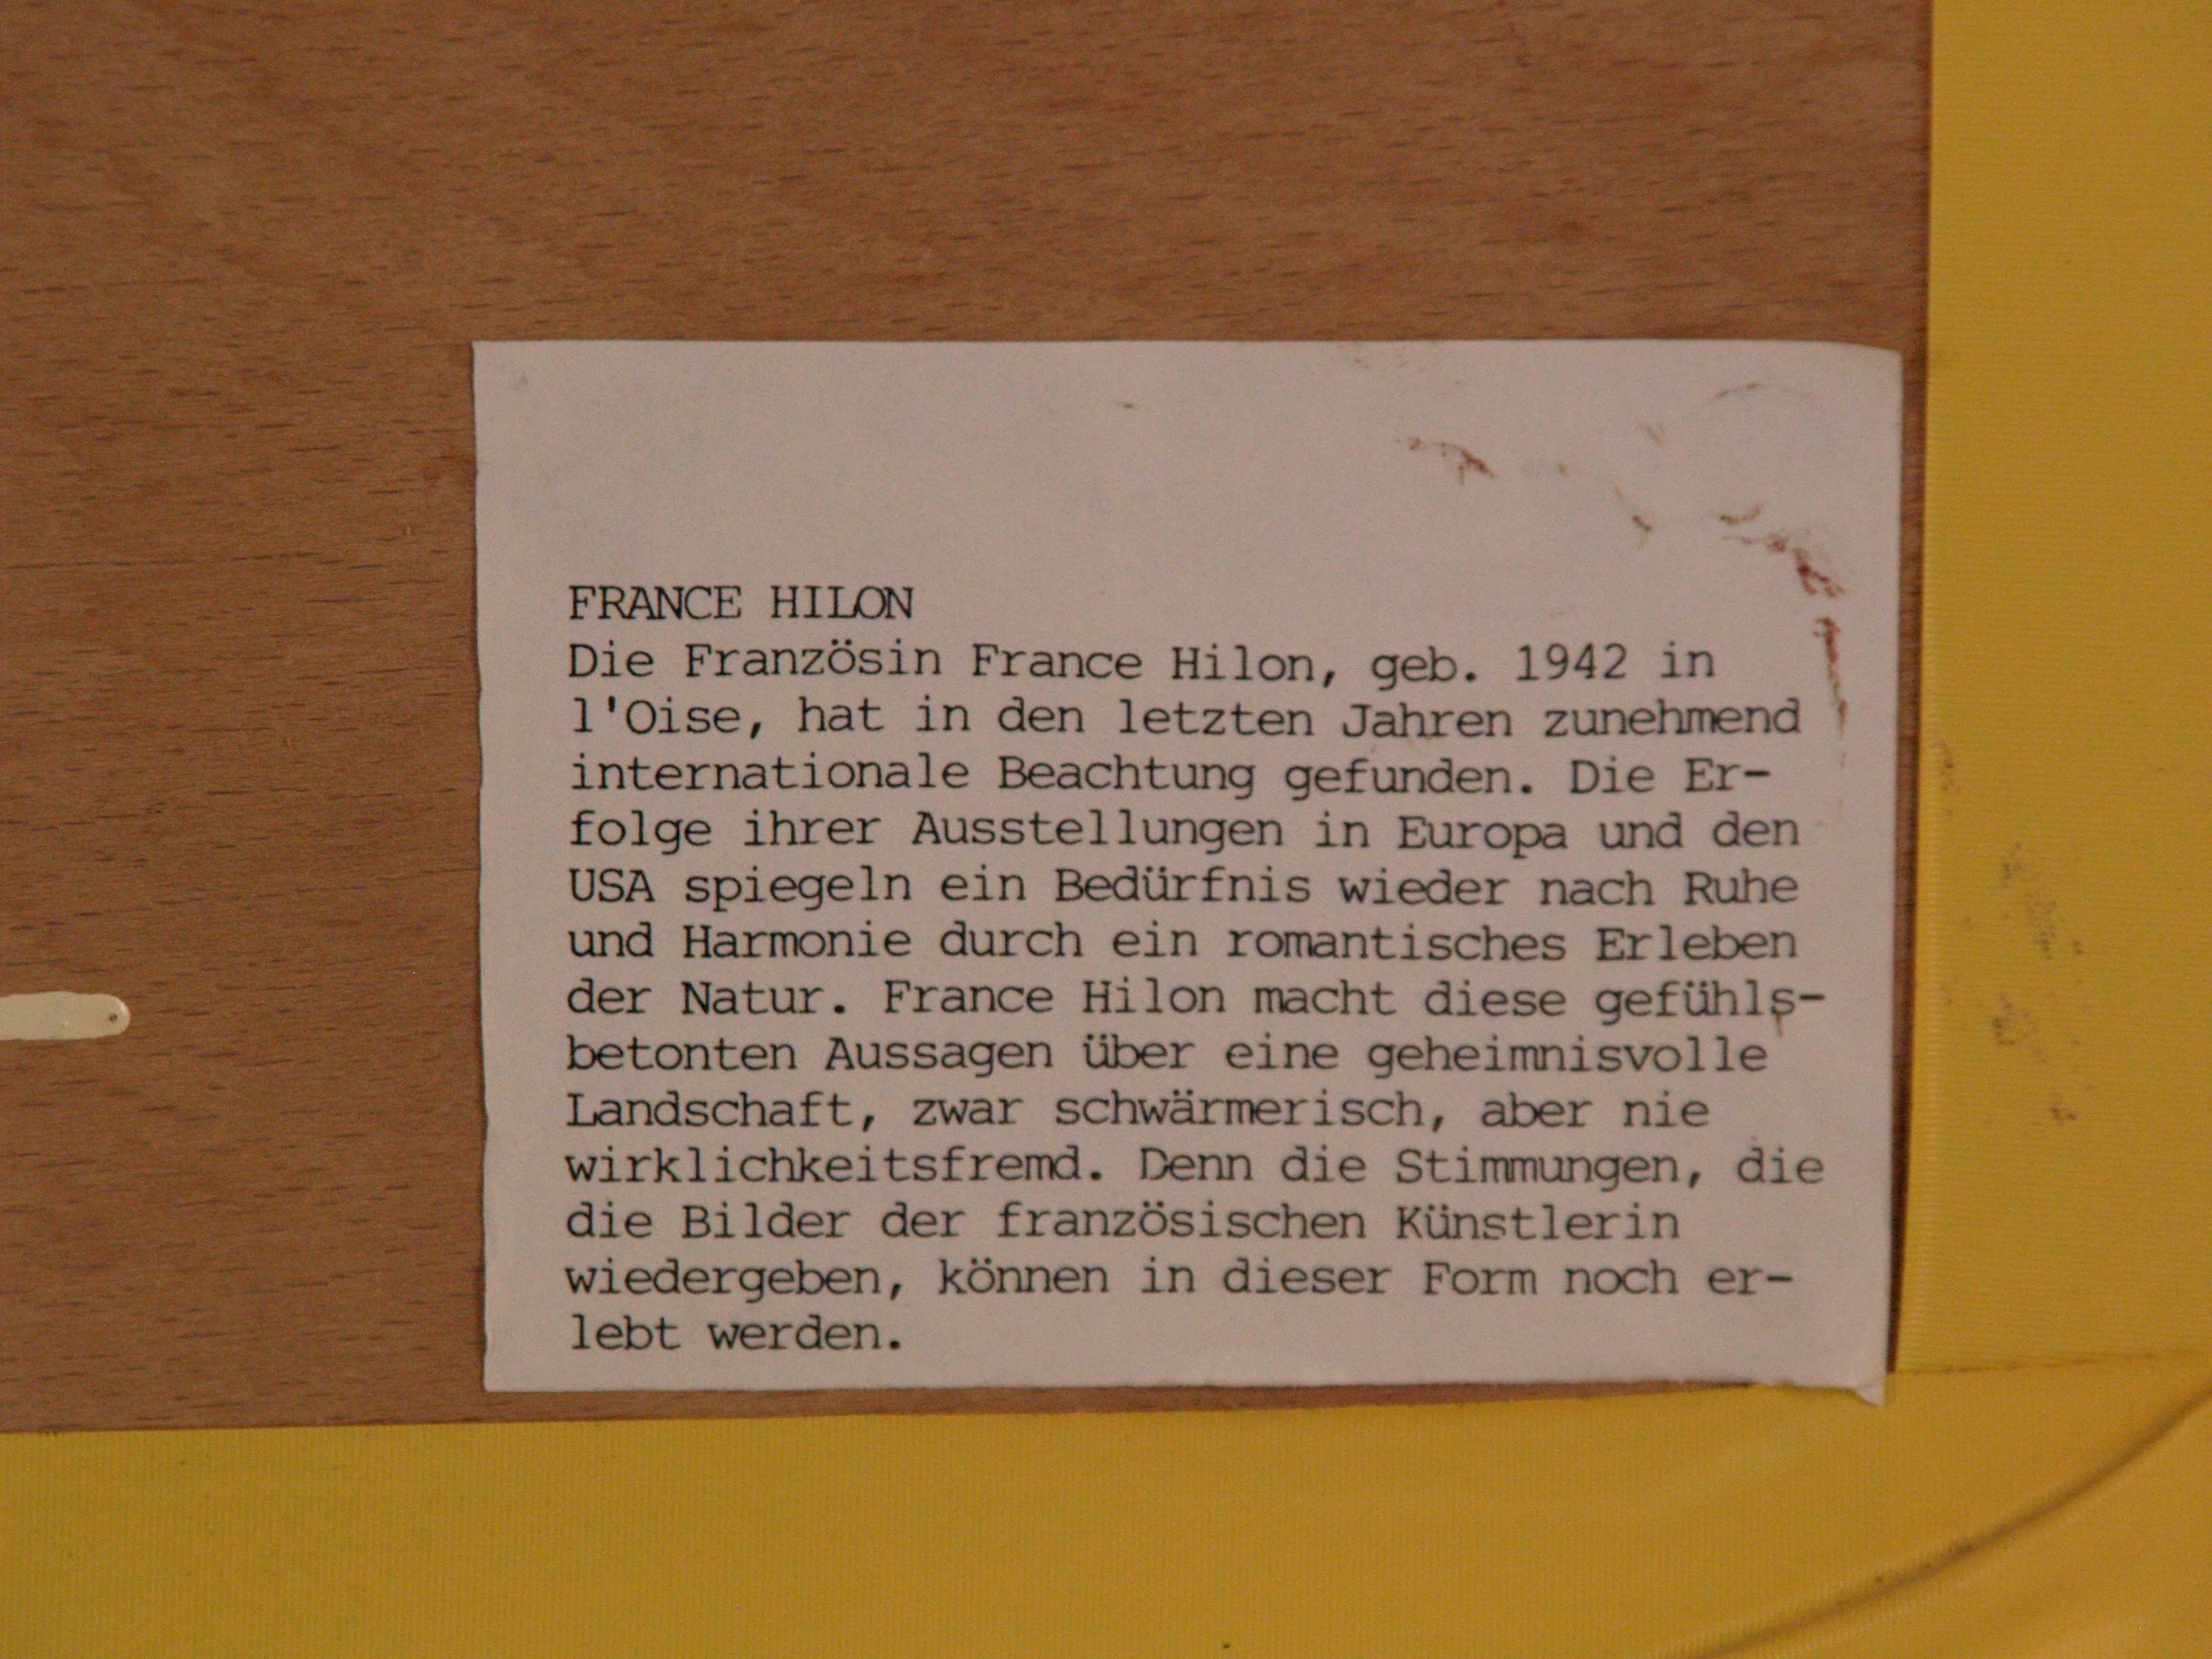 FRANCE HILON
Die Französin France Hilon, geb. 1942 in
l'Oise, hat in den letzten Jahren zunehmend
internationale Beachtung gefunden. Die Er-
folge ihrer Ausstellungen in Europa und den
USA spiegeln ein Bedürfnis wieder nach Ruhe
und Harmonie durch ein romantisches Erleben
der Natur. France Hilon macht diese gefühls-
betonten Aussagen über eine geheimnisvolle
Landschaft, zwar schwärmerisch, aber nie
wirklichkeitsfremd. Denn die Stimmungen, die
die Bilder der französischen Künstlerin
wiedergeben, können in dieser Form noch er-
lebt werden.